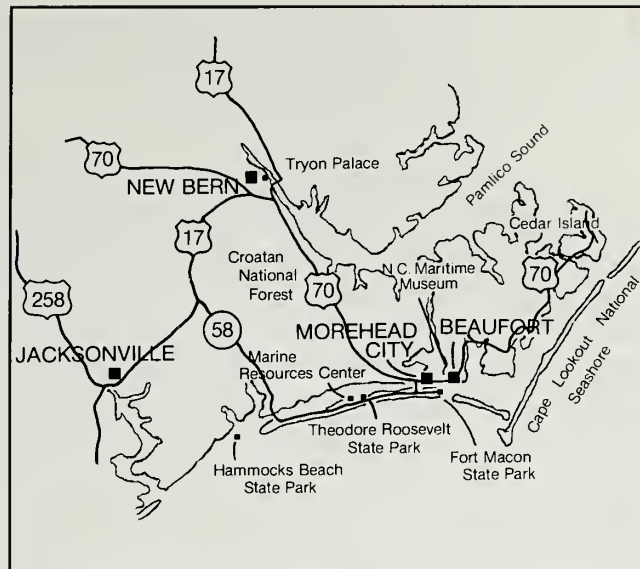 17
70
Tryon Palace
NEW BERN
Pamlico Sound
17
Cedar Island
Croatan
National
Forest
70
N.C. Maritime
Museum
70
258
58
MOREHEAD
CITY
BEAUFORT
JACKSONVILLE
Marine
Resources Center
Cape Lookout National
Seashore
Theodore Roosevelt
State Park
Fort Macon
State Park
Hammocks Beach
State Park